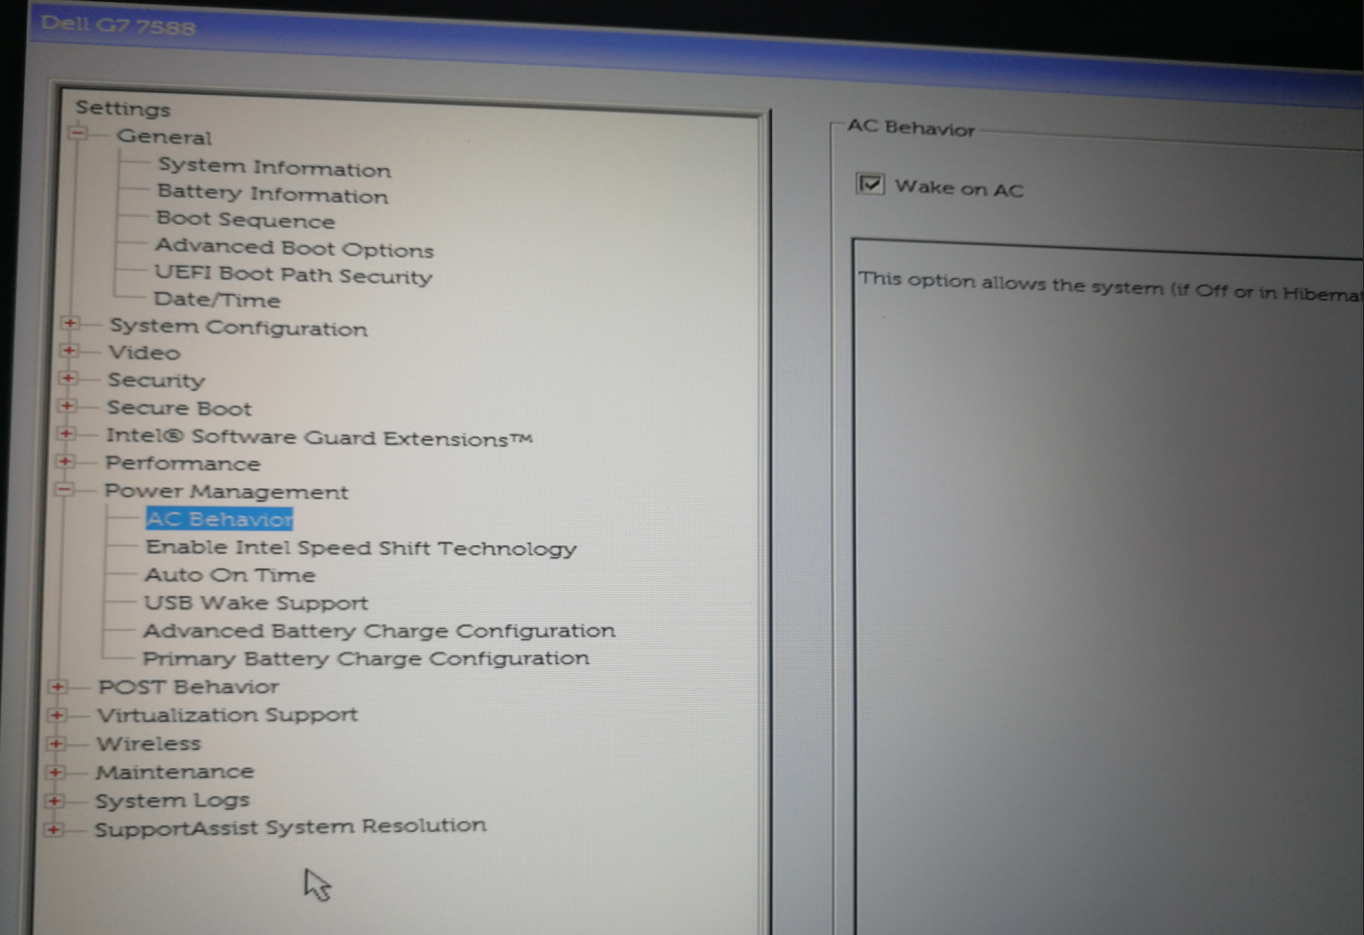 Dell G7 7588
Settings
General
System Information
Battery Information
Boot Sequence
Advanced Boot Options
UEFI Boot Path Security
Date/Time
System Configuration
Video
Security
Secure Boot
Intel® Software Guard Extensions™
Performance
Power Management
AC Behavior
Enable Intel Speed Shift Technology
Auto On Time
USB Wake Support
Advanced Battery Charge Configuration
Primary Battery Charge Configuration
POST Behavior
Virtualization Support
Wireless
Maintenance
System Logs
SupportAssist System Resolution
AC Behavior
Wake on AC
This option allows the system (if Off or in Hibernat